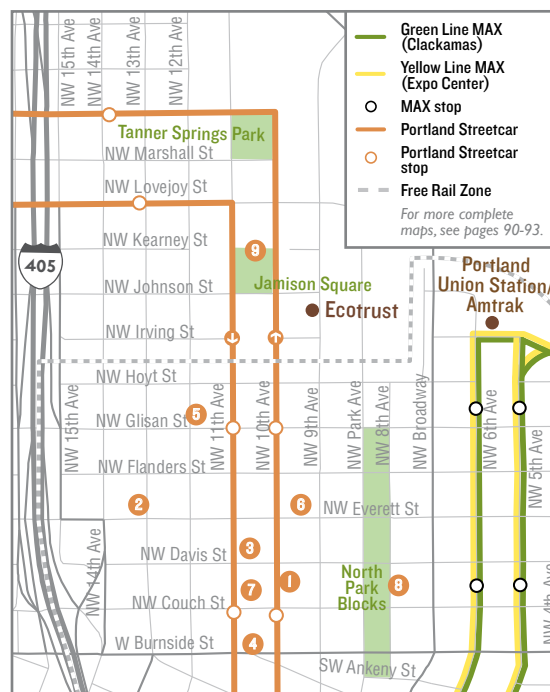 NW 15th Ave
NW 14th Ave
NW 13th Ave
NW 12th Ave
Green Line MAX
(Clackamas)
Yellow Line MAX
(Expo Center)
MAX stop
Portland Streetcar
Portland Streetcar
stop
Free Rail Zone
For more complete
maps, see pages 90-93.
Tanner Springs Park
NW Marshall St
NW Lovejoy St
NW Kearney St
9
405
NW Johnson St
Jamison Square
Portland
Union Station/
Amtrak
Ecotrust
NW Irving St
NW Hoyt St
NW 15th Ave
5
NW Glisan St
NW 11th Ave
NW 10th Ave
NW 9th Ave
NW Park Ave
NW 8th Ave
NW Broadway
NW 6th Ave
NW 5th Ave
NW Flanders St
2
6
NW Everett St
NW 14th Ave
NW Davis St
3
1
7
North
Park
Blocks
8
NW 4th Ave
NW Couch St
W Burnside St
4
SW Ankeny St